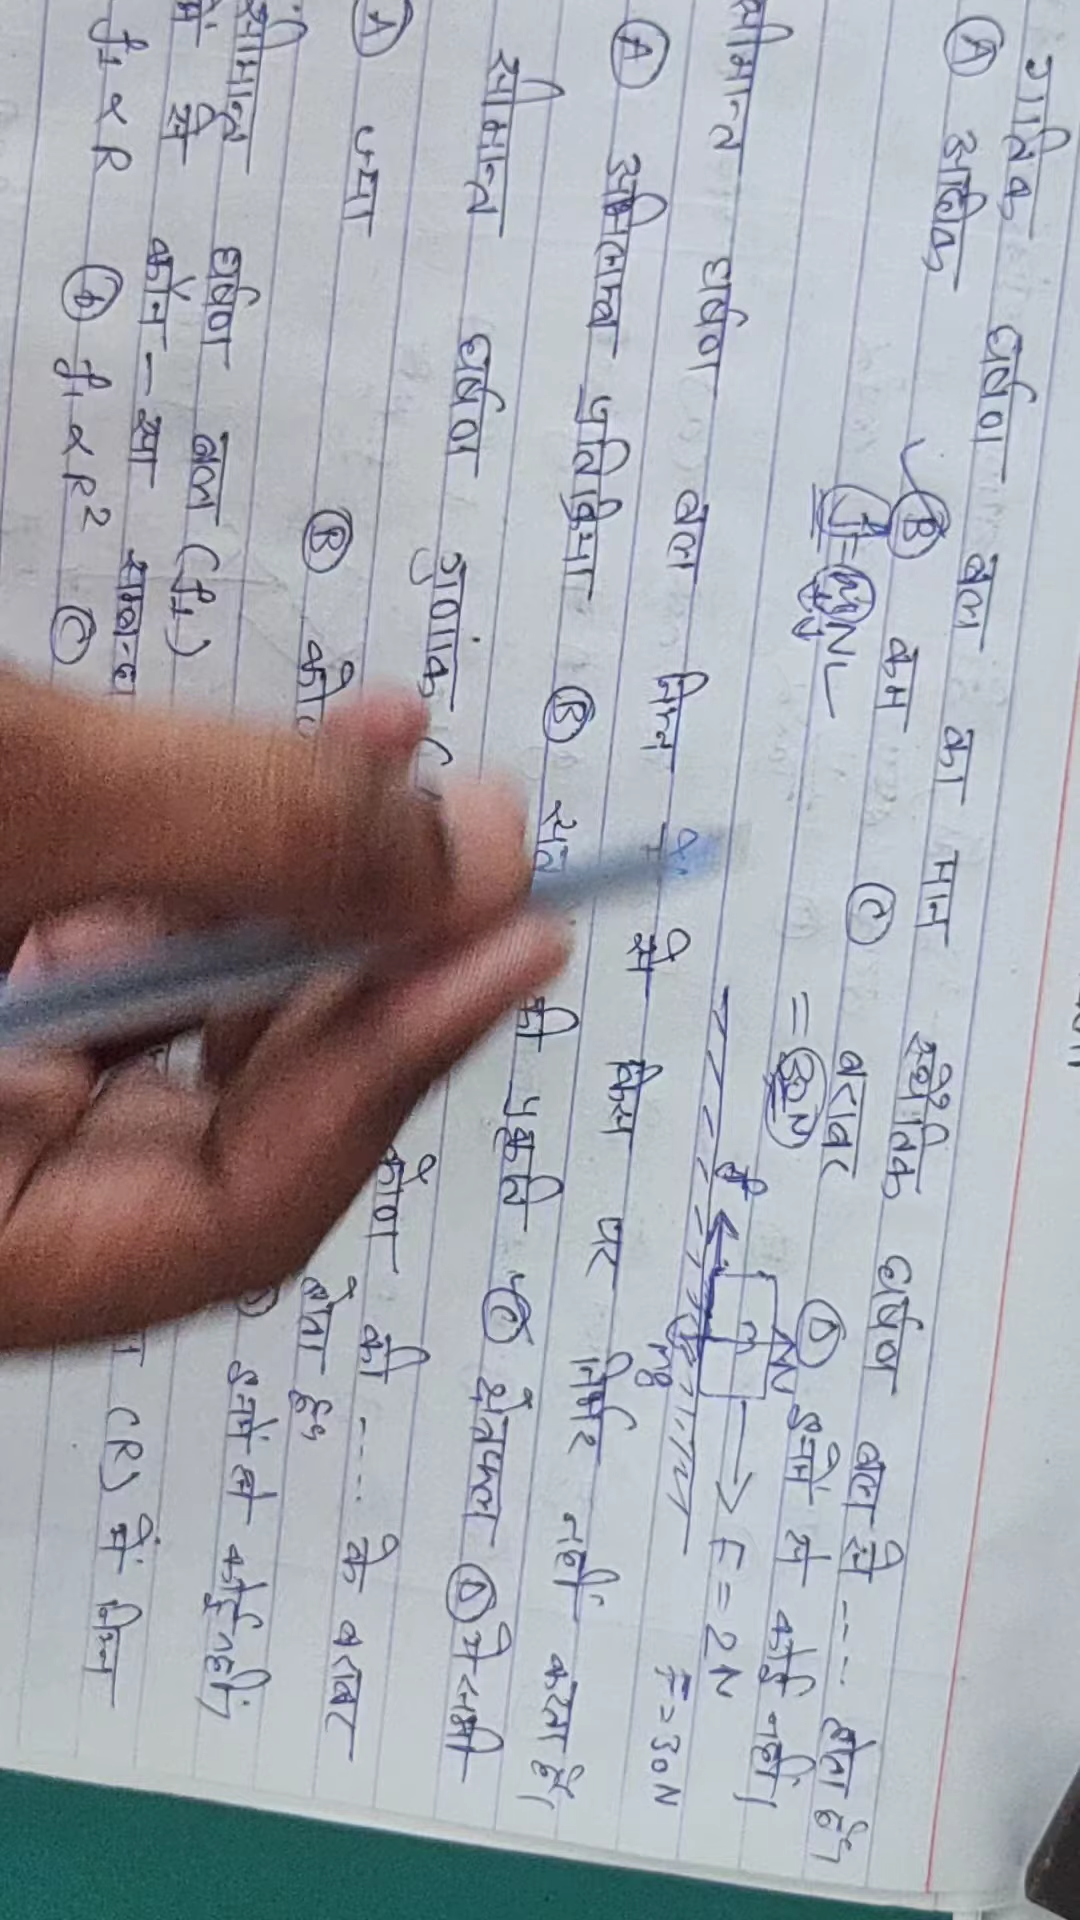 गतिक घर्षण बल का मान स्थैतिक घर्षण बल से ---- होता है।
Ⓐ अधिक Ⓑ कम Ⓒ बराबर Ⓓ इनमें से कोई नहीं।
= 30N
f
N
mg
F = 2N
F > 30N
सीमान्त घर्षण बल निम्न में से किस पर निर्भर नहीं करता है।
Ⓐ अभिलम्ब प्रतिक्रिया Ⓑ की प्रकृति Ⓒ क्षेत्रफल Ⓓ ये सभी
सीमान्त घर्षण गुणांक ( कोण की ---- के बराबर होता है।
Ⓐ ज्या Ⓑ को इनमें से कोई नहीं
सीमान्त घर्षण बल (f₁) (R) में निम्न
में से कौन-सा सम्बन्ध
f₁ ∝ R Ⓑ f₁ ∝ R² Ⓒ